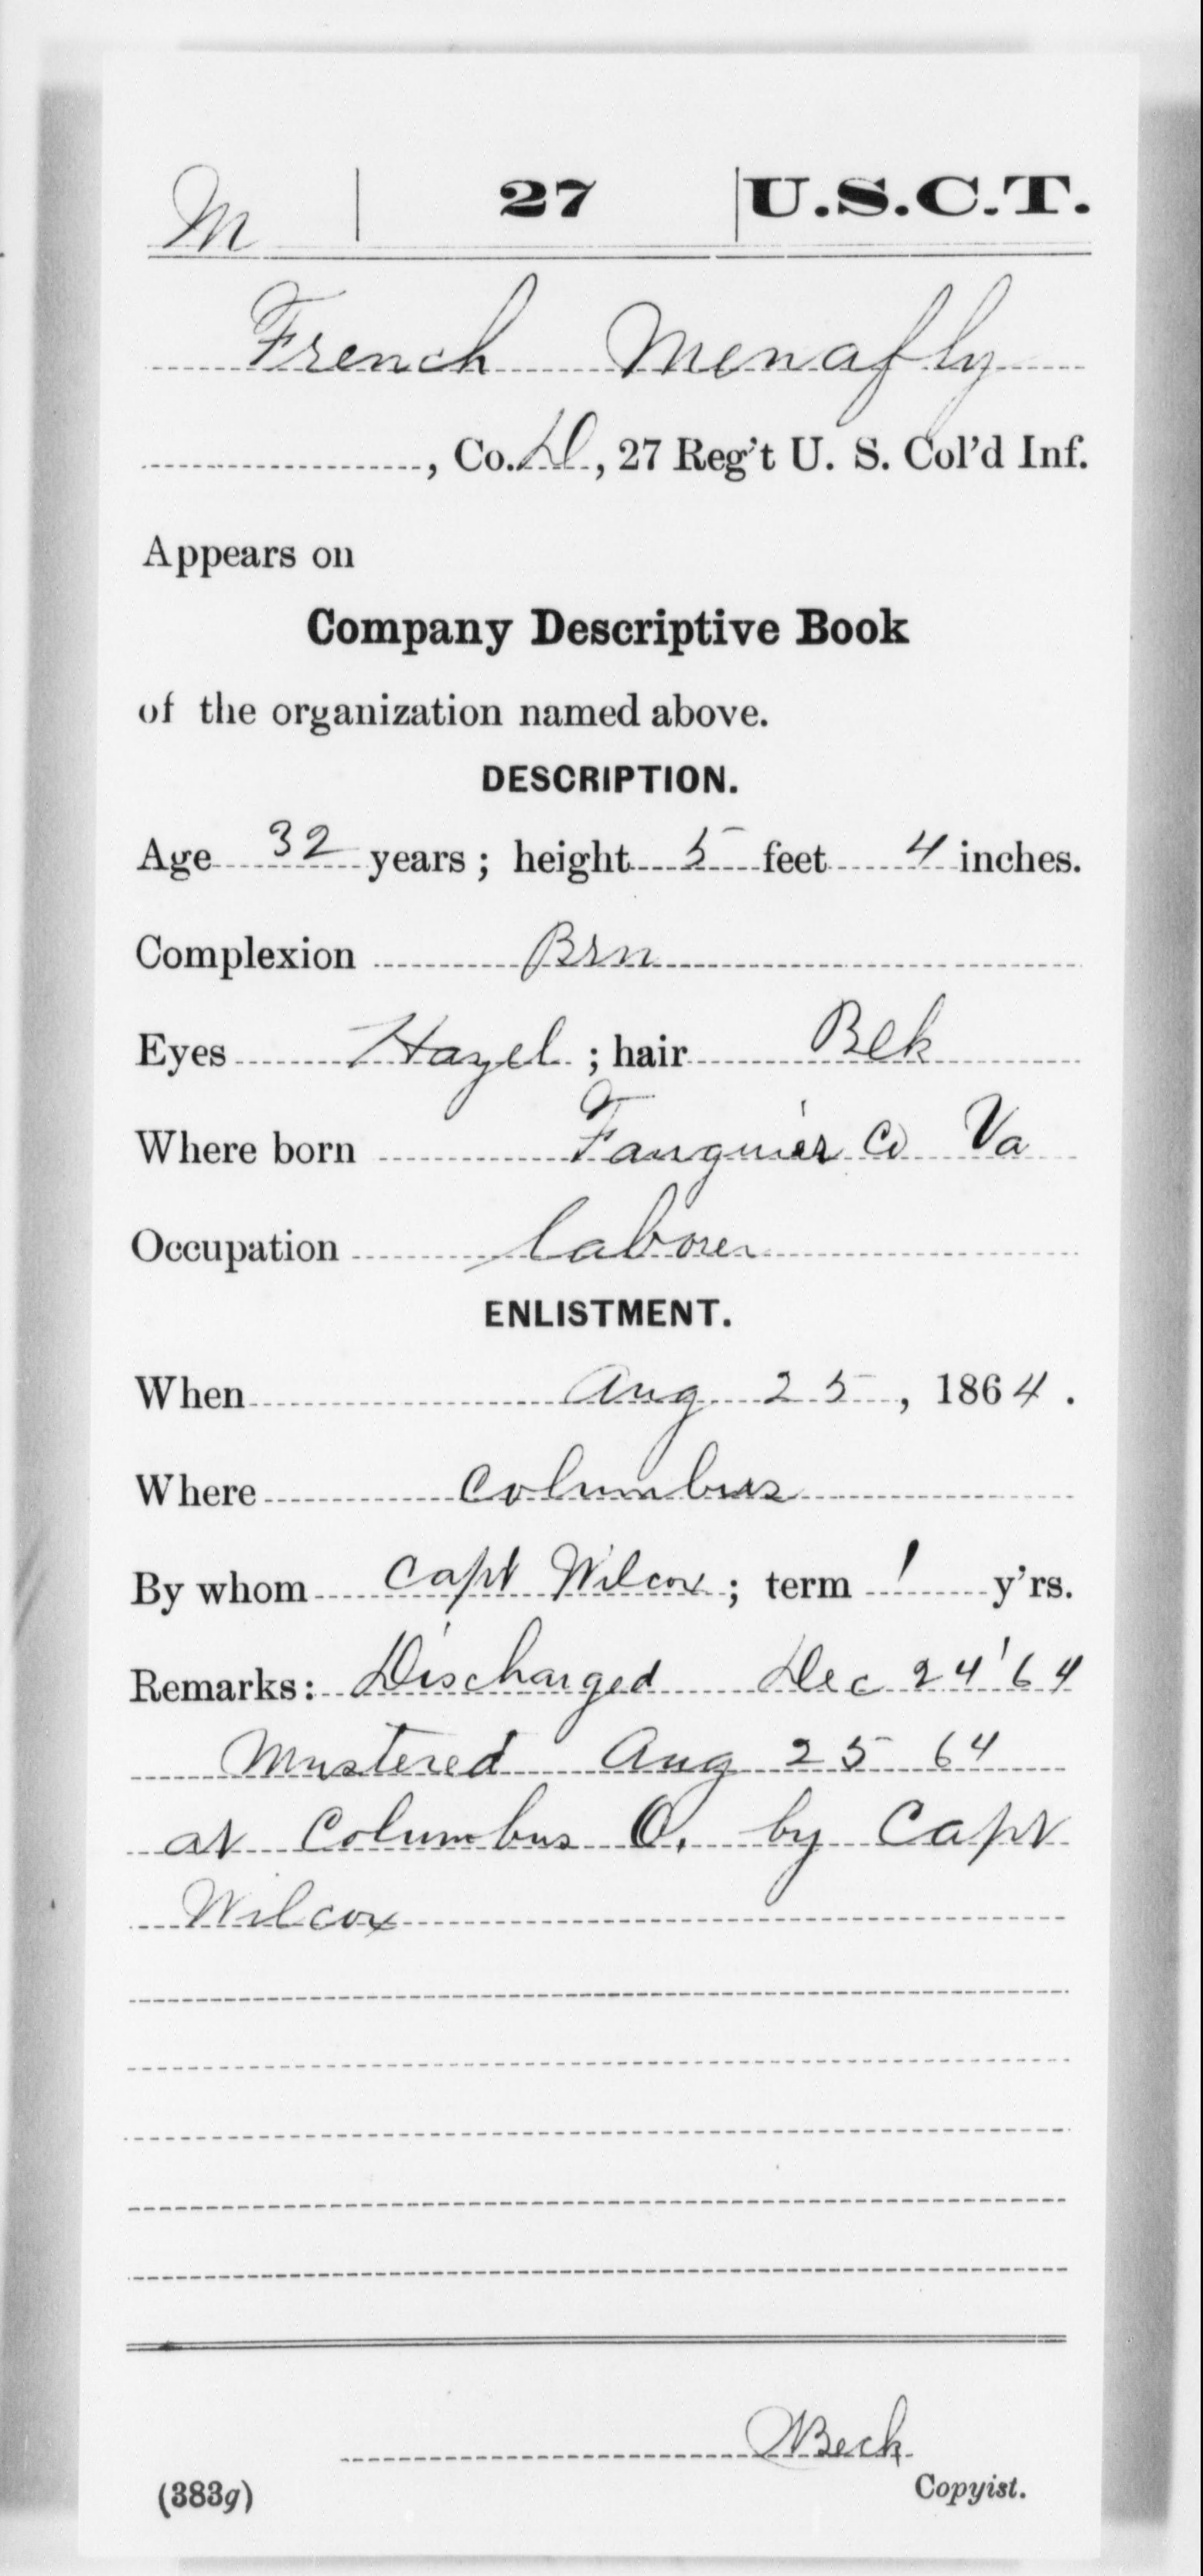 M | 27 | U.S.C.T.
French Menafly
, Co. D, 27 Reg't U. S. Col'd Inf.
Appears on
Company Descriptive Book
of the organization named above.
DESCRIPTION.
Age 32 years; height 5 feet 4 inches.
Complexion Brn
Eyes Hazel; hair Blk
Where born Fauquier Co Va
Occupation laborer
ENLISTMENT.
When Aug 25, 1864.
Where Columbus
By whom Capt Wilcox; term 1 y'rs.
Remarks: Discharged Dec 24 '64
Mustered Aug 25 64
at Columbus O. by Capt
Wilcox
Beck
(383g) Copyist.